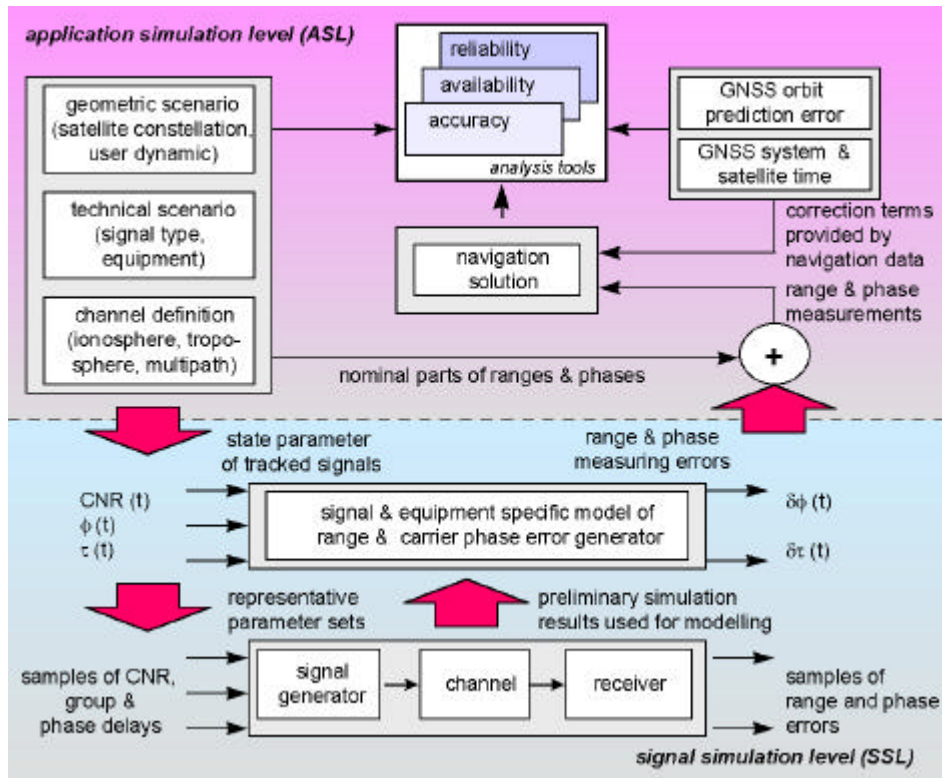 application simulation level (ASL)
reliability
availability
accuracy
analysis tools
geometric scenario
(satellite constellation,
user dynamic)
technical scenario
(signal type,
equipment)
channel definition
(ionosphere, tropo-
sphere, multipath)
GNSS orbit
prediction error
GNSS system &
satellite time
correction terms
provided by
navigation data
navigation
solution
range & phase
measurements
+
nominal parts of ranges & phases
state parameter
of tracked signals
range & phase
measuring errors
CNR (t)
ϕ (t)
τ (t)
signal & equipment specific model of
range & carrier phase error generator
δϕ (t)
δτ (t)
representative
parameter sets
preliminary simulation
results used for modelling
samples of CNR,
group &
phase delays
signal
generator
channel
receiver
samples of
range and phase
errors
signal simulation level (SSL)